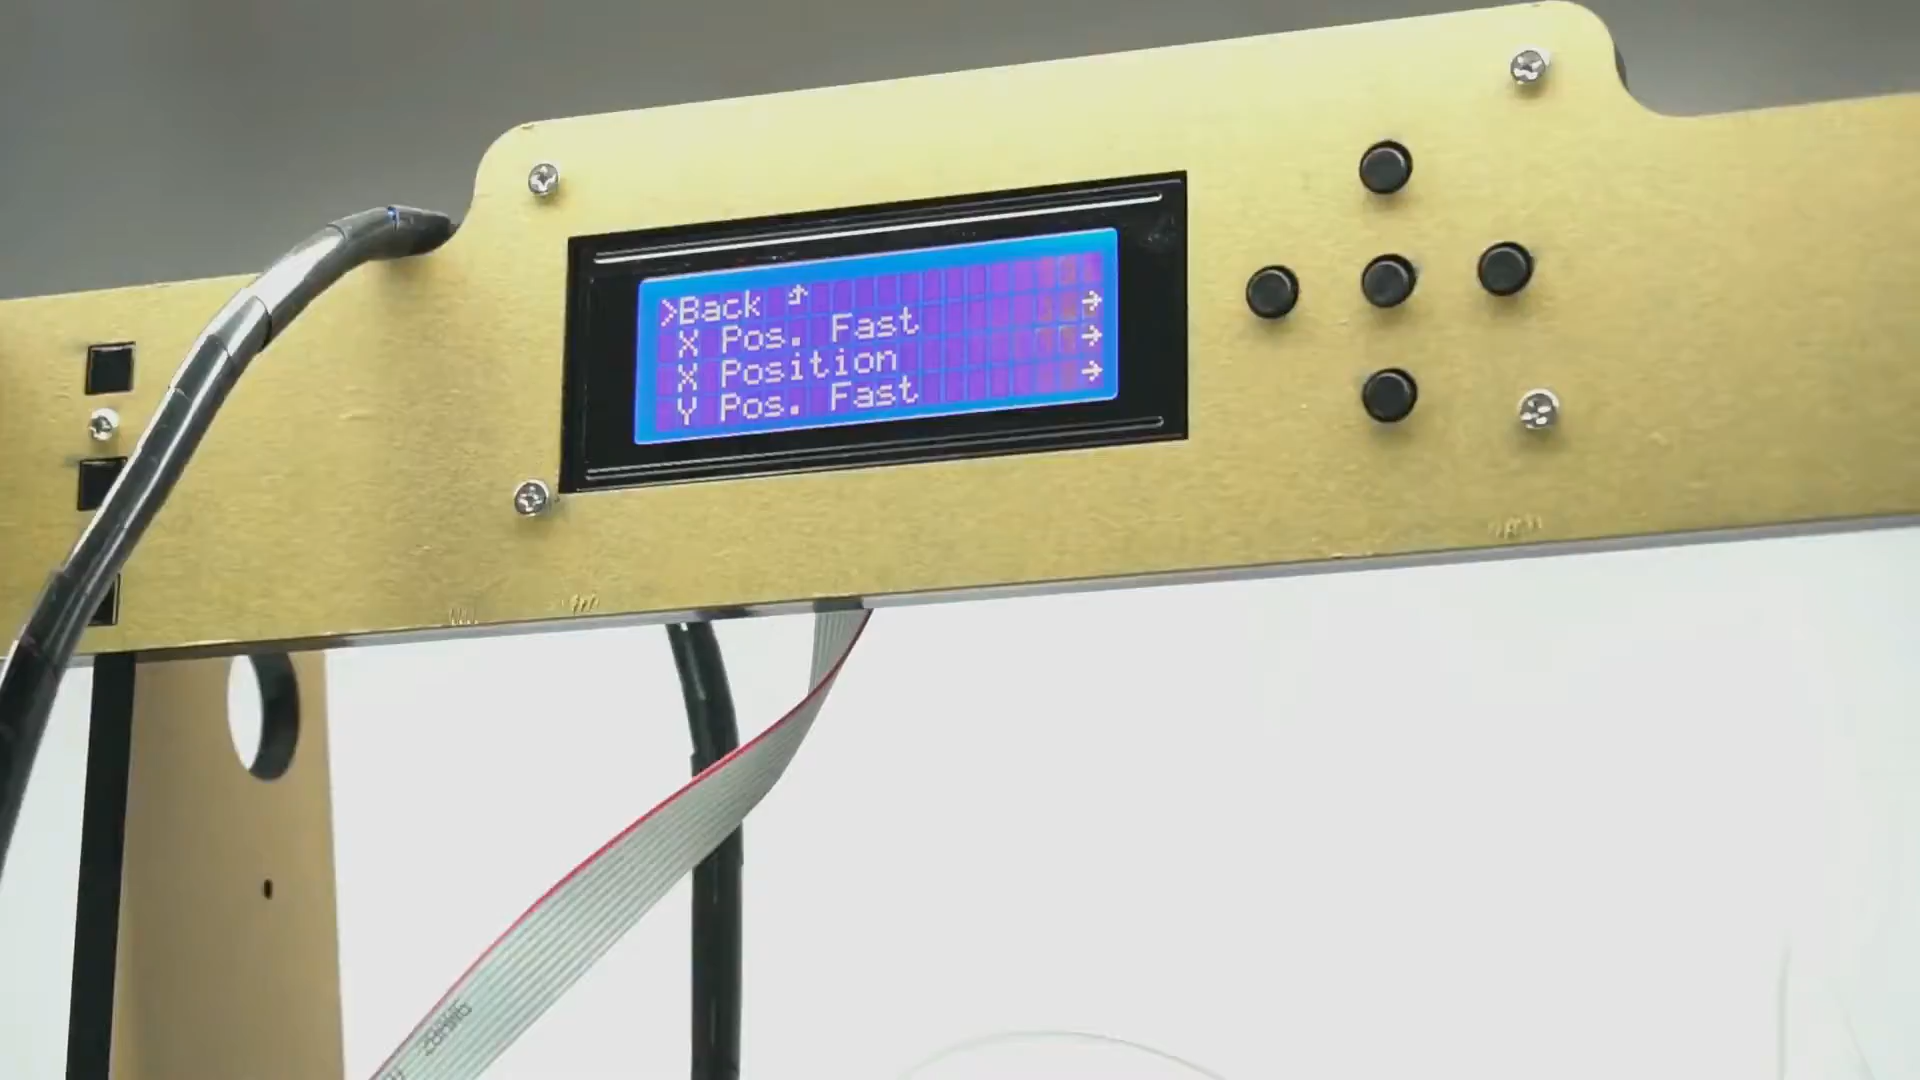 >Back
X Pos. Fast →
X Position →
Y Pos. Fast →